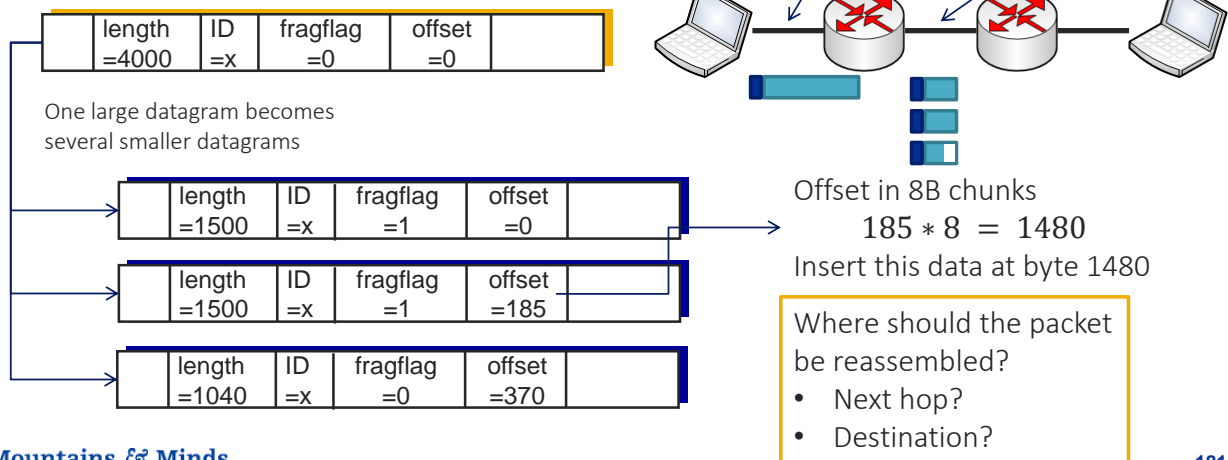 length ID fragflag offset
=4000 =x =0 =0
One large datagram becomes
several smaller datagrams
length ID fragflag offset
=1500 =x =1 =0
length ID fragflag offset
=1500 =x =1 =185
length ID fragflag offset
=1040 =x =0 =370
Offset in 8B chunks
185 * 8 = 1480
Insert this data at byte 1480
Where should the packet
be reassembled?
• Next hop?
• Destination?
Mountains & Minds
181